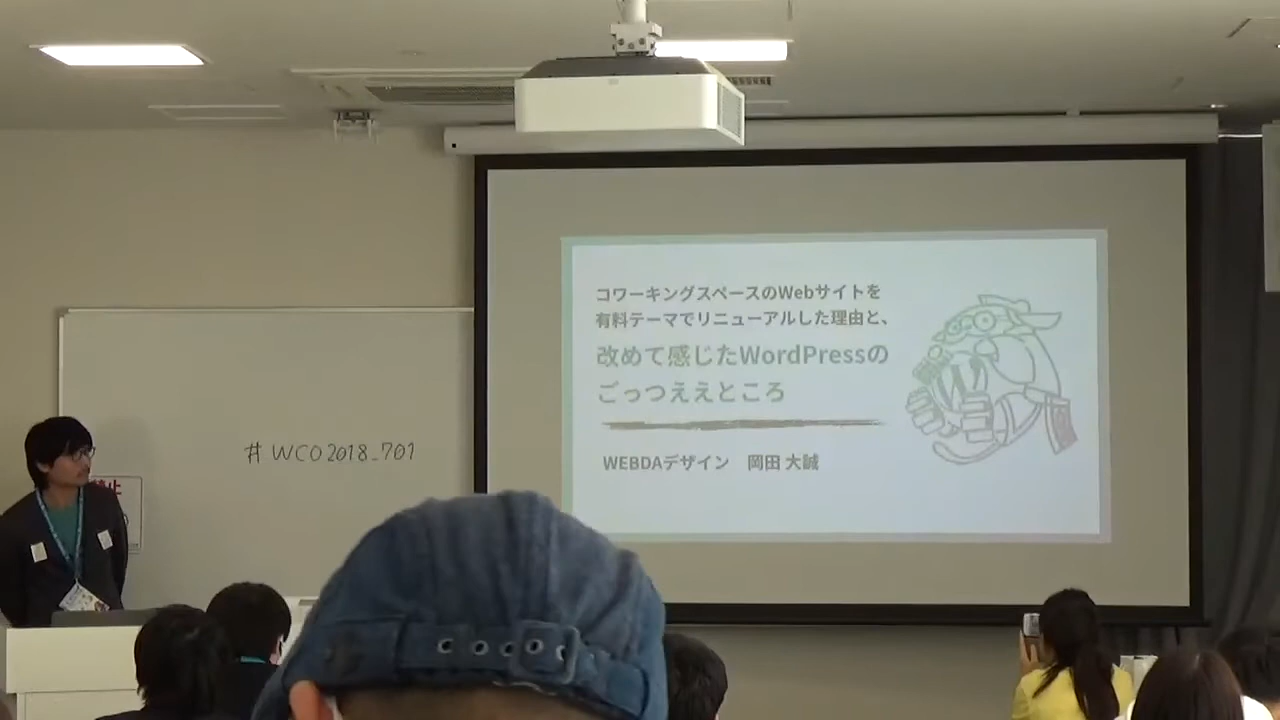 コワーキングスペースのWebサイトを
有料テーマでリニューアルした理由と、
改めて感じたWordPressの
ごっつええところ
WEBDAデザイン 岡田 大誠
# WCO2018_701
止